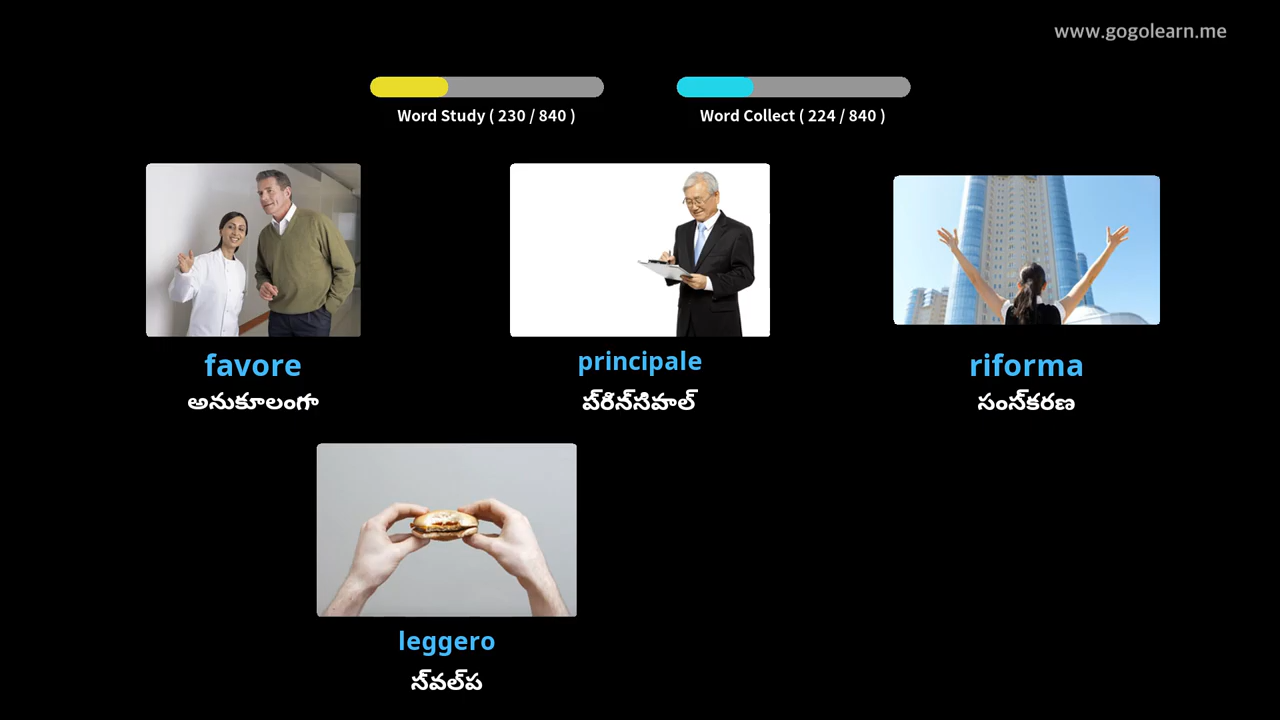 www.gogolearn.me
Word Study ( 230 / 840 )
Word Collect ( 224 / 840 )
favore
principale
riforma
అనుకూలంగా
ప్‌రిన్‌సిపాల్
సంస్‌కరణ
leggero
స్‌వల్‌ప